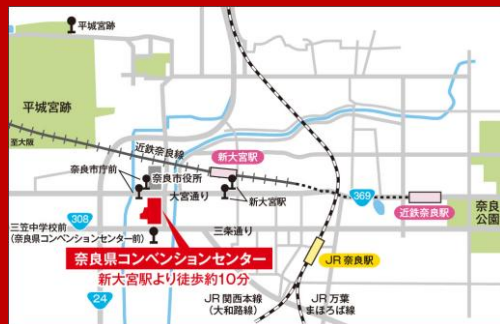 平城宮跡
平城宮跡
至大阪
近鉄奈良線
新大宮駅
奈良市庁前
奈良市役所
大宮通り
新大宮駅
369
近鉄奈良駅
奈良
公園
308
三笠中学校前
(奈良県コンベンションセンター前)
三条通り
奈良県コンベンションセンター
新大宮駅より徒歩約10分
JR 奈良駅
24
JR 関西本線
(大和路線)
JR 万葉
まほろば線